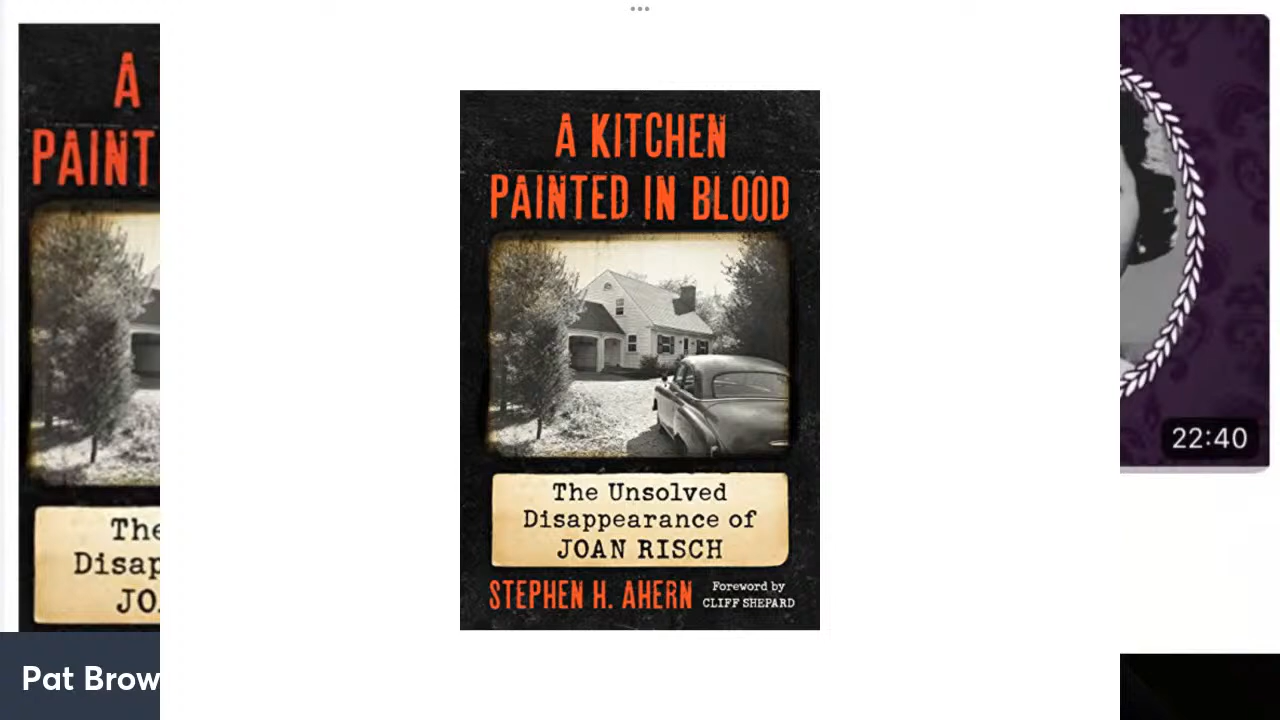 A
PAINT
The
Disap
JO
Pat Brow
A KITCHEN
PAINTED IN BLOOD
The Unsolved
Disappearance of
JOAN RISCH
STEPHEN H. AHERN
Foreword by
CLIFF SHEPARD
22:40